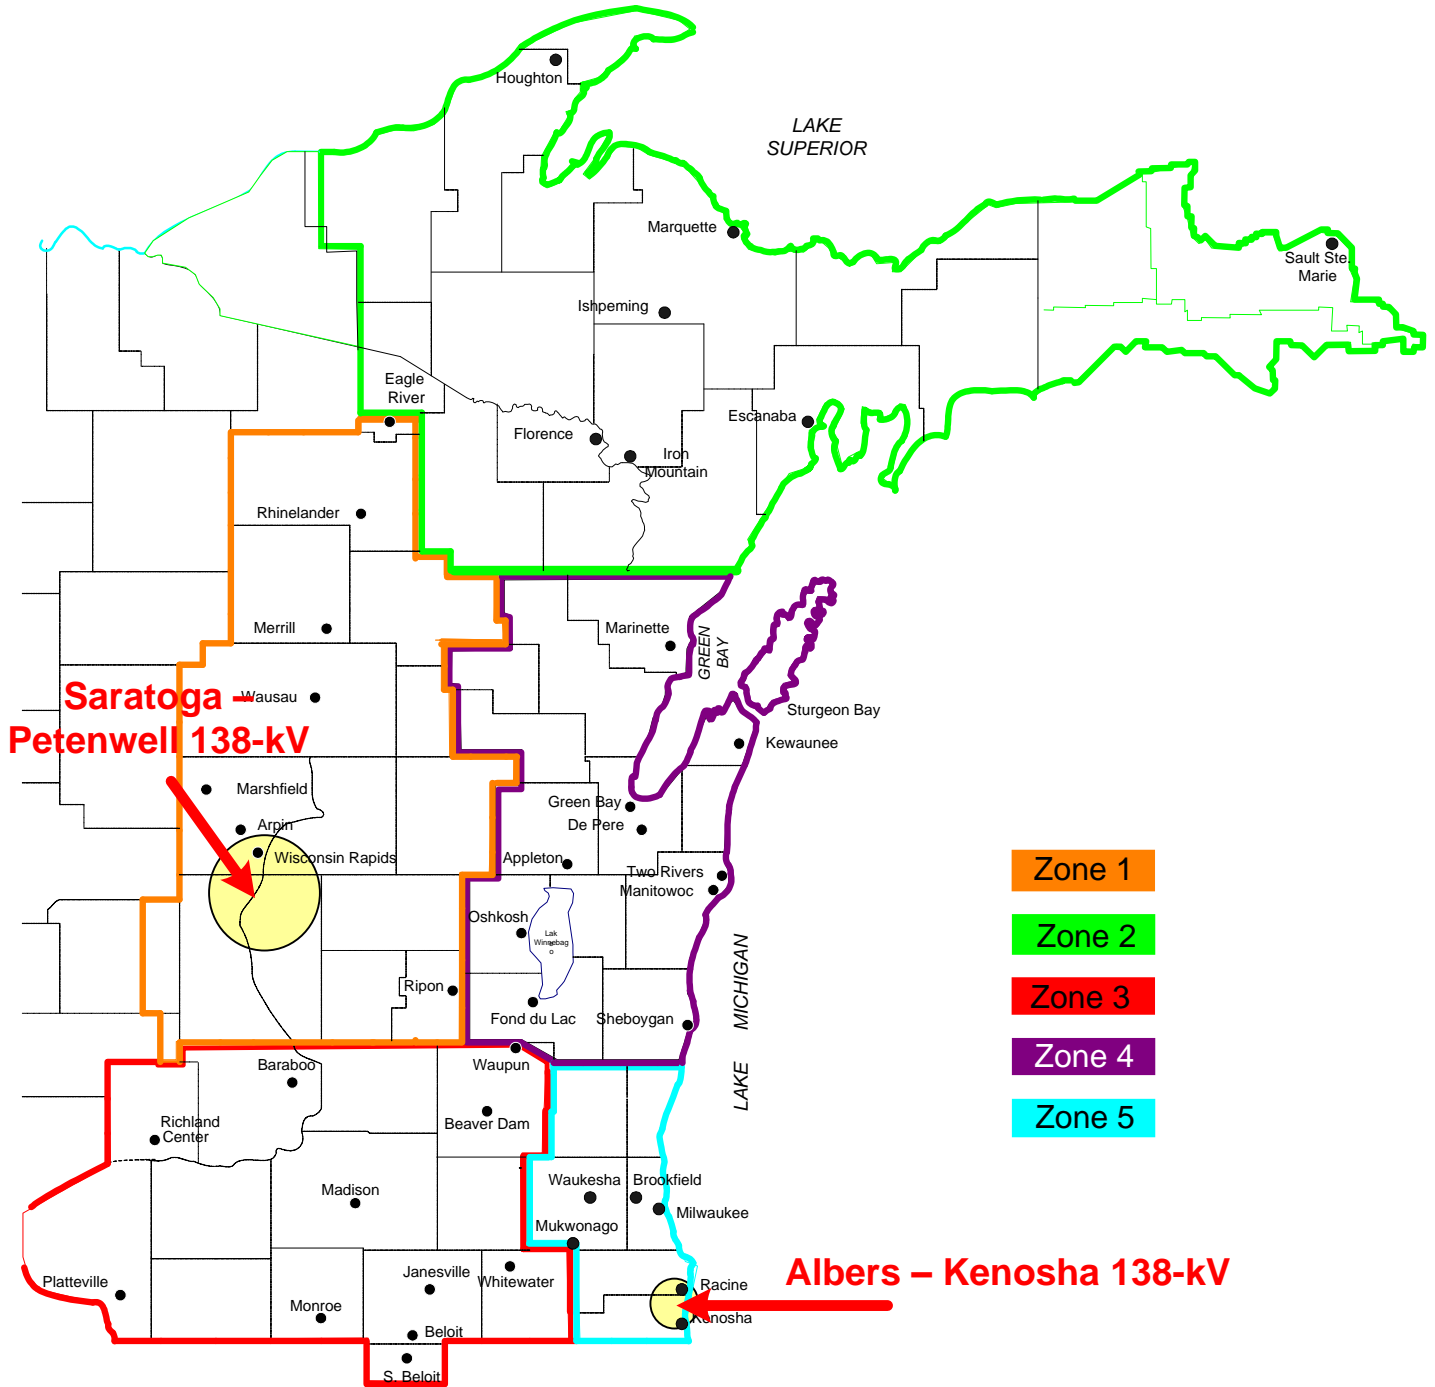 Houghton
LAKE
SUPERIOR
Marquette
Sault Ste.
Marie
Ishpeming
Eagle
River
Escanaba
Florence
Iron
Mountain
Rhinelander
Merrill
Marinette
GREEN
BAY
Saratoga –
Petenwell 138-kV
Wausau
Sturgeon Bay
Kewaunee
Marshfield
Green Bay
Arpin
De Pere
Wisconsin Rapids
Appleton
Two Rivers
Manitowoc
Zone 1
Oshkosh
Lak
Winnebag
o
Zone 2
LAKE MICHIGAN
Ripon
Zone 3
Fond du Lac
Sheboygan
Zone 4
Waupun
Baraboo
Zone 5
Richland
Center
Beaver Dam
Waukesha
Brookfield
Madison
Milwaukee
Mukwonago
Albers – Kenosha 138-kV
Platteville
Janesville
Whitewater
Racine
Monroe
Kenosha
Beloit
S. Beloit